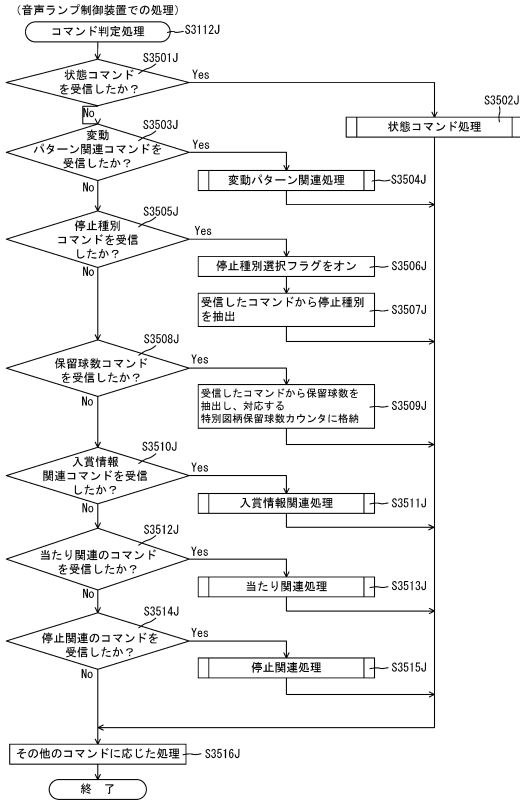 (音声ランプ制御装置での処理)
コマンド判定処理
S3112J
S3501J
状態コマンド
を受信したか?
Yes
No
S3502J
状態コマンド処理
S3503J
変動
パターン関連コマンドを
受信したか?
Yes
No
変動パターン関連処理
S3504J
S3505J
停止種別
コマンドを受信
したか?
Yes
No
停止種別選択フラグをオン
S3506J
受信したコマンドから停止種別
を抽出
S3507J
S3508J
保留球数コマンド
を受信したか?
Yes
No
受信したコマンドから保留球数を
抽出し、対応する
特別図柄保留球数カウンタに格納
S3509J
S3510J
入賞情報
関連コマンドを受信
したか?
Yes
No
入賞情報関連処理
S3511J
S3512J
当たり関連のコマンド
を受信したか?
Yes
No
当たり関連処理
S3513J
S3514J
停止関連のコマンドを
受信したか?
Yes
No
停止関連処理
S3515J
その他のコマンドに応じた処理
S3516J
終 了